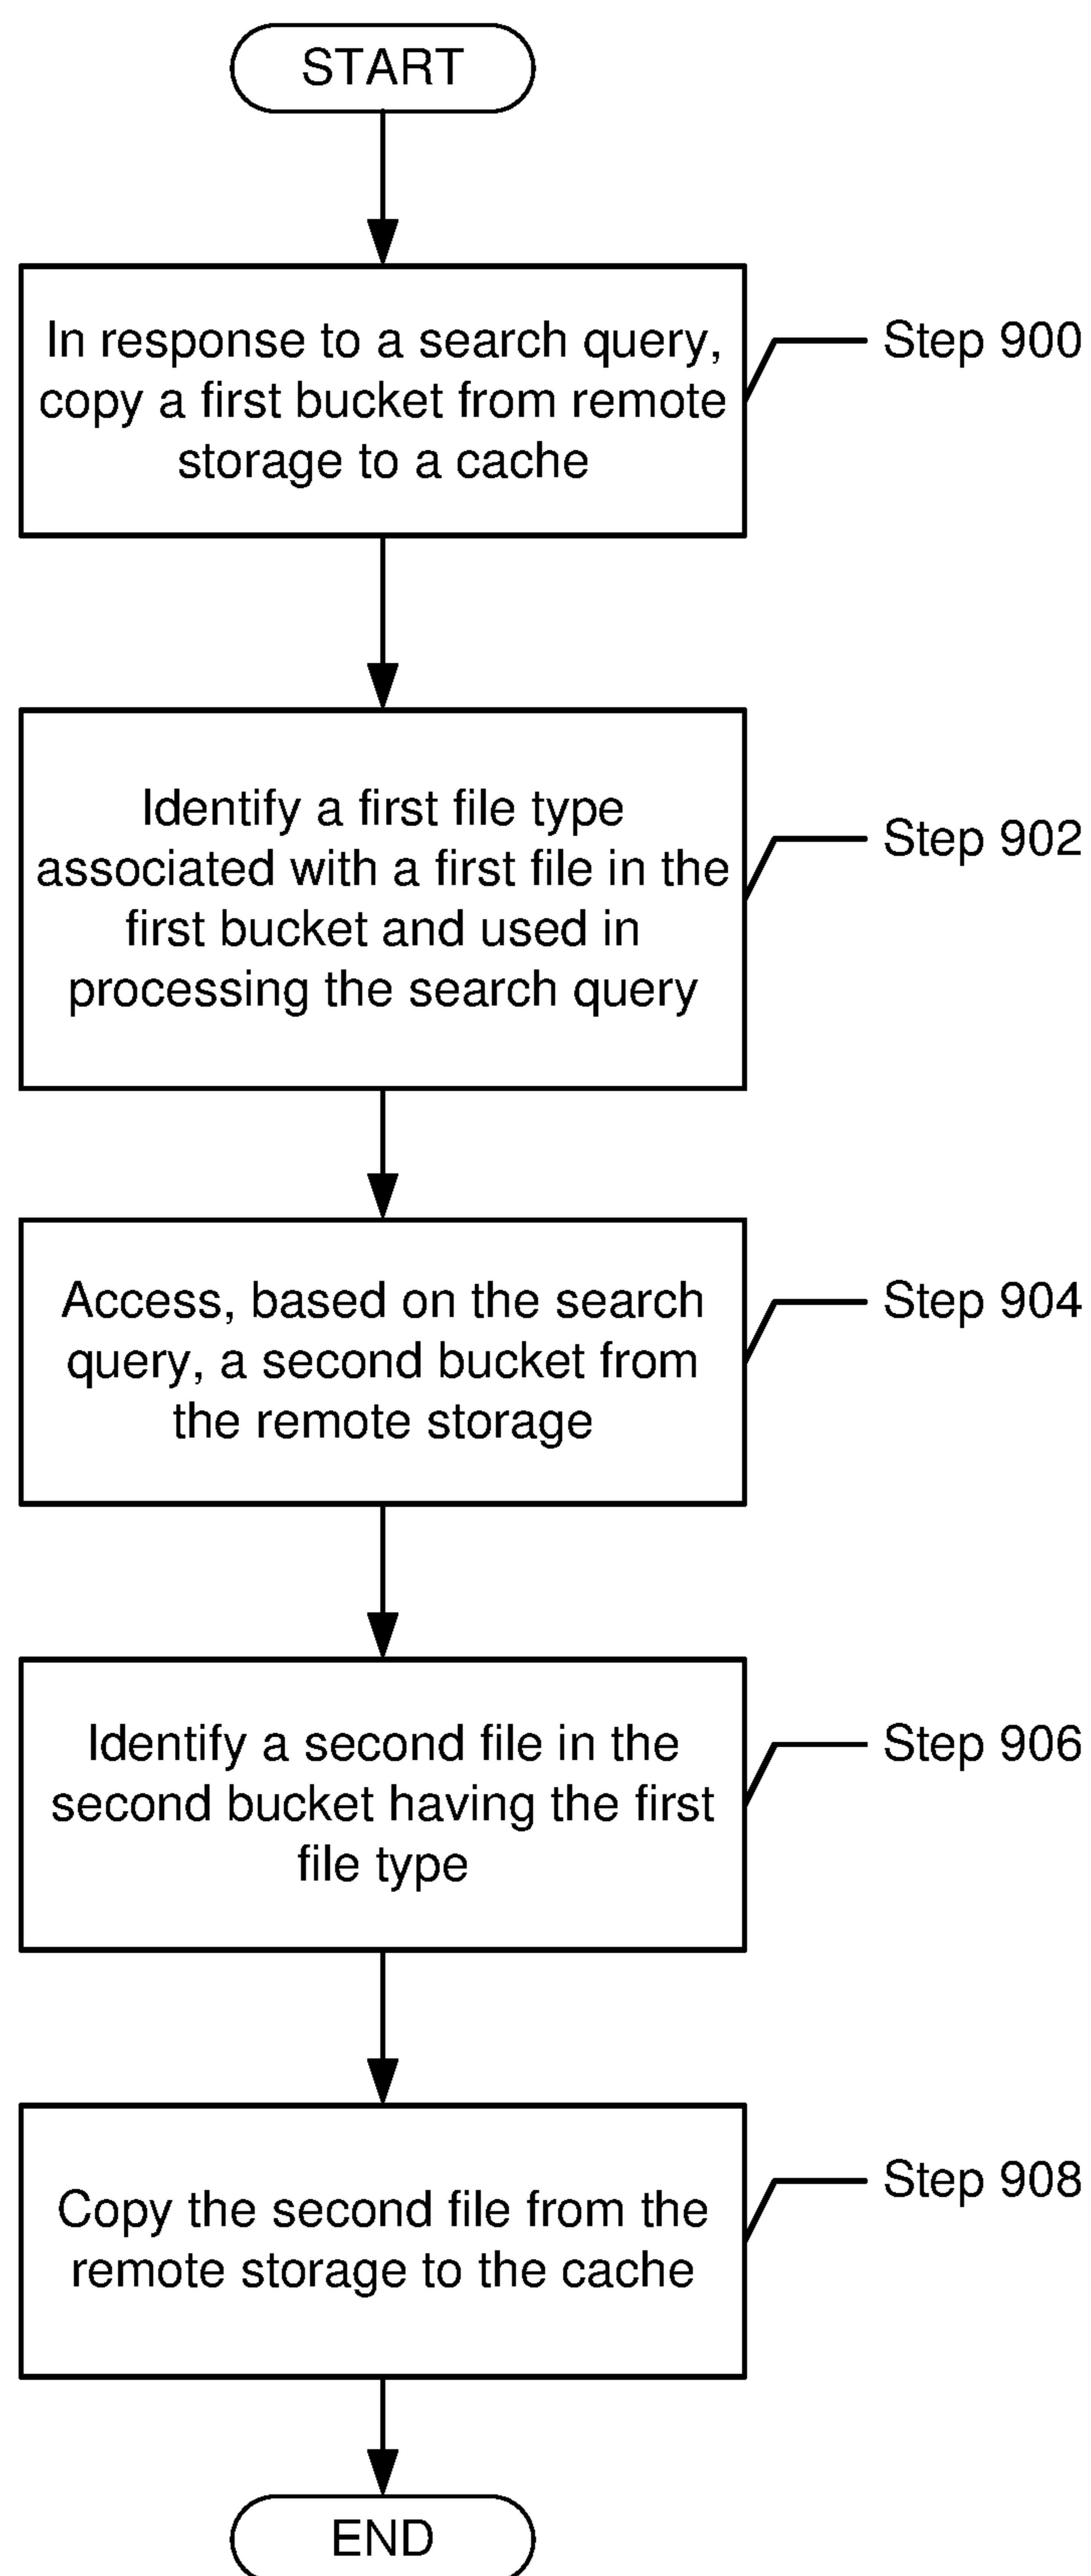 START
In response to a search query,
copy a first bucket from remote
storage to a cache
Step 900
Identify a first file type
associated with a first file in the
first bucket and used in
processing the search query
Step 902
Access, based on the search
query, a second bucket from
the remote storage
Step 904
Identify a second file in the
second bucket having the first
file type
Step 906
Copy the second file from the
remote storage to the cache
Step 908
END